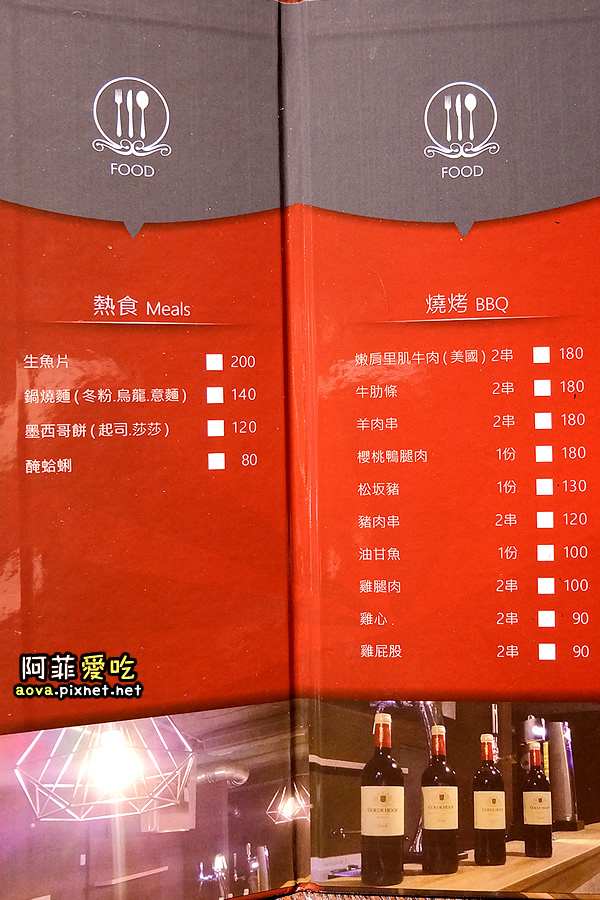 FOOD
熱食 Meals
生魚片 200
鍋燒麵(冬粉.烏龍.意麵) 140
墨西哥餅(起司.莎莎) 120
醃蛤蜊 80
FOOD
燒烤 BBQ
嫩肩里肌牛肉(美國) 2串 180
牛肋條 2串 180
羊肉串 2串 180
櫻桃鴨腿肉 1份 180
松坂豬 1份 130
豬肉串 2串 120
油甘魚 1份 100
雞腿肉 2串 100
雞心. 2串 90
雞屁股 2串 90
阿菲愛吃
aova.pixnet.net